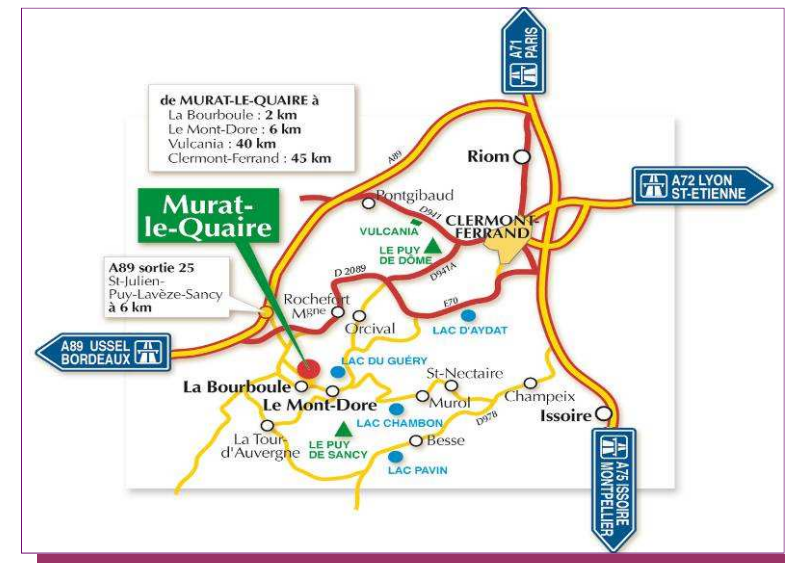 A71
PARIS
de MURAT-LE-QUAIRE à
La Bourboule : 2 km
Le Mont-Dore : 6 km
Vulcania : 40 km
Clermont-Ferrand : 45 km
A89
Riom
A72 LYON
ST-ETIENNE
Pontgibaud
Murat-
le-Quaire
D941
VULCANIA
CLERMONT-
FERRAND
LE PUY
DE DÔME
A89 sortie 25
St-Julien-
Puy-Lavèze-Sancy
à 6 km
D 2089
D941A
Rochefort
Mgne
E70
Orcival
LAC D'AYDAT
A89 USSEL
BORDEAUX
LAC DU GUÉRY
St-Nectaire
La Bourboule
Le Mont-Dore
Murol
Champeix
Issoire
LAC CHAMBON
D978
La Tour-
d'Auvergne
LE PUY
DE SANCY
Besse
LAC PAVIN
A75 ISSOIRE
MONTPELLIER